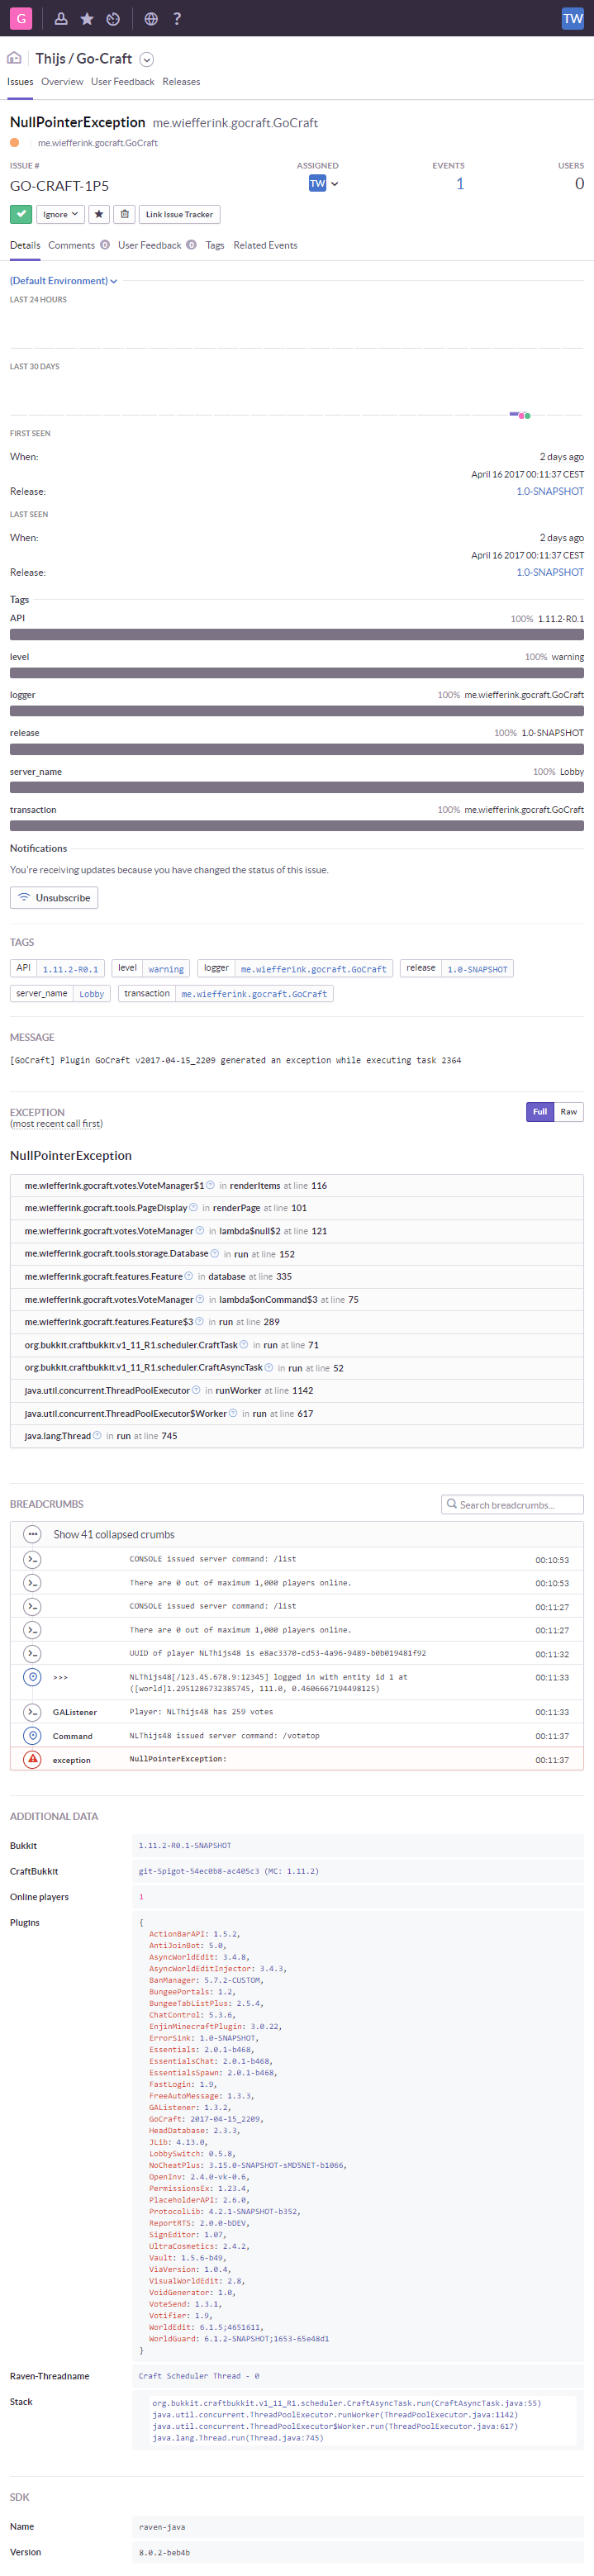 G ? TW
Thijs / Go-Craft
Issues Overview User Feedback Releases
NullPointerException me.wiefferink.gocraft.GoCraft
me.wiefferink.gocraft.GoCraft
ISSUE # ASSIGNED EVENTS USERS
GO-CRAFT-1P5 TW 1 0
Ignore Link Issue Tracker
Details Comments 0 User Feedback 0 Tags Related Events
(Default Environment)
LAST 24 HOURS
LAST 30 DAYS
FIRST SEEN
When: 2 days ago
April 16 2017 00:11:37 CEST
Release: 1.0-SNAPSHOT
LAST SEEN
When: 2 days ago
April 16 2017 00:11:37 CEST
Release: 1.0-SNAPSHOT
Tags
API 100% 1.11.2-R0.1
level 100% warning
logger 100% me.wiefferink.gocraft.GoCraft
release 100% 1.0-SNAPSHOT
server_name 100% Lobby
transaction 100% me.wiefferink.gocraft.GoCraft
Notifications
You're receiving updates because you have changed the status of this issue.
Unsubscribe
TAGS
API 1.11.2-R0.1 level warning logger me.wiefferink.gocraft.GoCraft release 1.0-SNAPSHOT
server_name Lobby transaction me.wiefferink.gocraft.GoCraft
MESSAGE
[GoCraft] Plugin GoCraft v2017-04-15_2209 generated an exception while executing task 2364
EXCEPTION Full Raw
(most recent call first)
NullPointerException
me.wiefferink.gocraft.votes.VoteManager$1 ? in renderItems at line 116
me.wiefferink.gocraft.tools.PageDisplay ? in renderPage at line 101
me.wiefferink.gocraft.votes.VoteManager ? in lambda$null$2 at line 121
me.wiefferink.gocraft.tools.storage.Database ? in run at line 152
me.wiefferink.gocraft.features.Feature ? in database at line 335
me.wiefferink.gocraft.votes.VoteManager ? in lambda$onCommand$3 at line 75
me.wiefferink.gocraft.features.Feature$3 ? in run at line 289
org.bukkit.craftbukkit.v1_11_R1.scheduler.CraftTask ? in run at line 71
org.bukkit.craftbukkit.v1_11_R1.scheduler.CraftAsyncTask ? in run at line 52
java.util.concurrent.ThreadPoolExecutor ? in runWorker at line 1142
java.util.concurrent.ThreadPoolExecutor$Worker ? in run at line 617
java.lang.Thread ? in run at line 745
BREADCRUMBS Search breadcrumbs...
Show 41 collapsed crumbs
CONSOLE issued server command: /list 00:10:53
There are 0 out of maximum 1,000 players online. 00:10:53
CONSOLE issued server command: /list 00:11:27
There are 0 out of maximum 1,000 players online. 00:11:27
UUID of player NLThijs48 is e8ac3370-cd53-4a96-9489-b0b019481f92 00:11:32
>>> NLThijs48[/123.45.678.9:12345] logged in with entity id 1 at 00:11:33
([world]1.2951286732385745, 111.0, 0.4606667194498125)
GAListener Player: NLThijs48 has 259 votes 00:11:33
Command NLThijs48 issued server command: /votetop 00:11:37
exception NullPointerException: 00:11:37
ADDITIONAL DATA
Bukkit 1.11.2-R0.1-SNAPSHOT
CraftBukkit git-Spigot-54ec0b8-ac405c3 (MC: 1.11.2)
Online players 1
Plugins {
ActionBarAPI: 1.5.2,
AntiJoinBot: 5.0,
AsyncWorldEdit: 3.4.8,
AsyncWorldEditInjector: 3.4.3,
BanManager: 5.7.2-CUSTOM,
BungeePortals: 1.2,
BungeeTabListPlus: 2.5.4,
ChatControl: 5.3.6,
EnjinMinecraftPlugin: 3.0.22,
ErrorSink: 1.0-SNAPSHOT,
Essentials: 2.0.1-b468,
EssentialsChat: 2.0.1-b468,
EssentialsSpawn: 2.0.1-b468,
FastLogin: 1.9,
FreeAutoMessage: 1.3.3,
GAListener: 1.3.2,
GoCraft: 2017-04-15_2209,
HeadDatabase: 2.3.3,
JLib: 4.13.0,
LobbySwitch: 0.5.8,
NoCheatPlus: 3.15.0-SNAPSHOT-sMD5NET-b1066,
OpenInv: 2.4.0-vk-0.6,
PermissionsEx: 1.23.4,
PlaceholderAPI: 2.6.0,
ProtocolLib: 4.2.1-SNAPSHOT-b352,
ReportRTS: 2.0.0-bDEV,
SignEditor: 1.07,
UltraCosmetics: 2.4.2,
Vault: 1.5.6-b49,
ViaVersion: 1.0.4,
VisualWorldEdit: 2.8,
VoidGenerator: 1.0,
VoteSend: 1.3.1,
Votifier: 1.9,
WorldEdit: 6.1.5;4651611,
WorldGuard: 6.1.2-SNAPSHOT;1653-65e48d1
}
Raven-Threadname Craft Scheduler Thread - 0
Stack org.bukkit.craftbukkit.v1_11_R1.scheduler.CraftAsyncTask.run(CraftAsyncTask.java:55)
java.util.concurrent.ThreadPoolExecutor.runWorker(ThreadPoolExecutor.java:1142)
java.util.concurrent.ThreadPoolExecutor$Worker.run(ThreadPoolExecutor.java:617)
java.lang.Thread.run(Thread.java:745)
SDK
Name raven-java
Version 8.0.2-beb4b